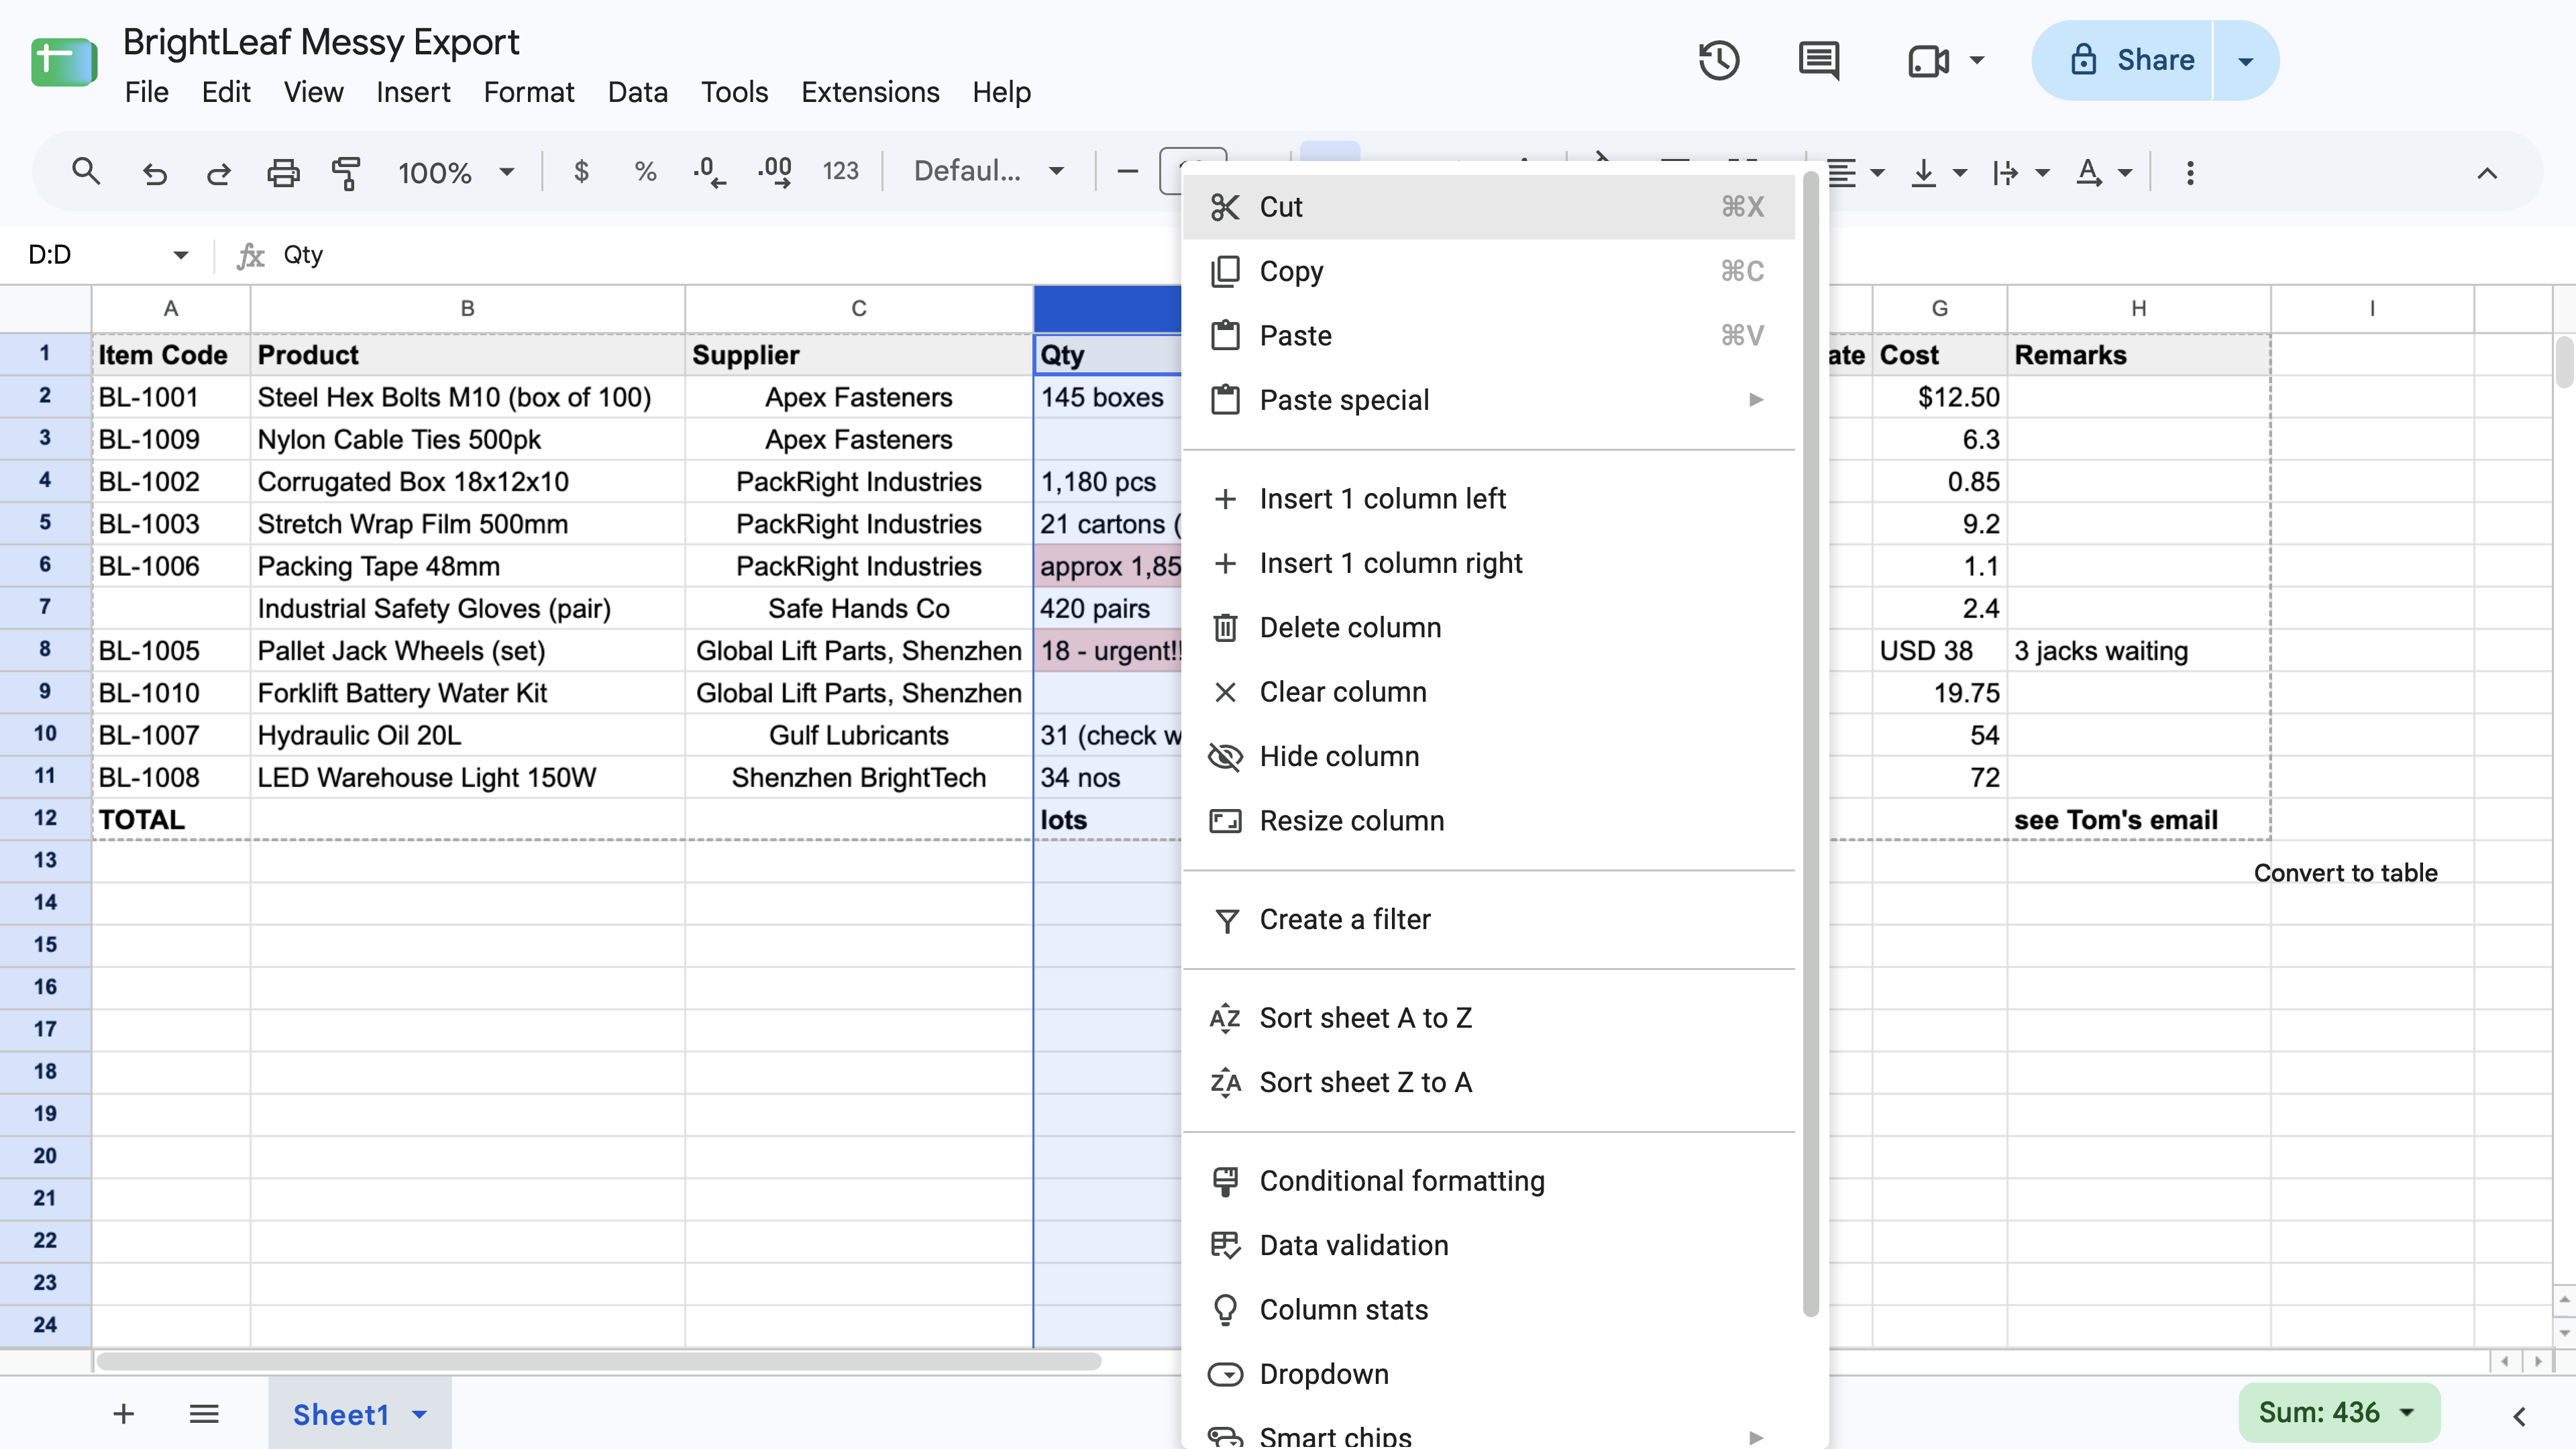 BrightLeaf Messy Export
File Edit View Insert Format Data Tools Extensions Help
Share
100% $ % .0 .00 123 Defaul...
D:D fx Qty
A B C G H I
1 Item Code Product Supplier Qty ate Cost Remarks
2 BL-1001 Steel Hex Bolts M10 (box of 100) Apex Fasteners 145 boxes $12.50
3 BL-1009 Nylon Cable Ties 500pk Apex Fasteners 6.3
4 BL-1002 Corrugated Box 18x12x10 PackRight Industries 1,180 pcs 0.85
5 BL-1003 Stretch Wrap Film 500mm PackRight Industries 21 cartons ( 9.2
6 BL-1006 Packing Tape 48mm PackRight Industries approx 1,85 1.1
7 Industrial Safety Gloves (pair) Safe Hands Co 420 pairs 2.4
8 BL-1005 Pallet Jack Wheels (set) Global Lift Parts, Shenzhen 18 - urgent!! USD 38 3 jacks waiting
9 BL-1010 Forklift Battery Water Kit Global Lift Parts, Shenzhen 19.75
10 BL-1007 Hydraulic Oil 20L Gulf Lubricants 31 (check w 54
11 BL-1008 LED Warehouse Light 150W Shenzhen BrightTech 34 nos 72
12 TOTAL lots see Tom's email
13
Convert to table
14
15
16
17
18
19
20
21
22
23
24
Cut ⌘X
Copy ⌘C
Paste ⌘V
Paste special
Insert 1 column left
Insert 1 column right
Delete column
Clear column
Hide column
Resize column
Create a filter
Sort sheet A to Z
Sort sheet Z to A
Conditional formatting
Data validation
Column stats
Dropdown
Smart chips
Sheet1
Sum: 436